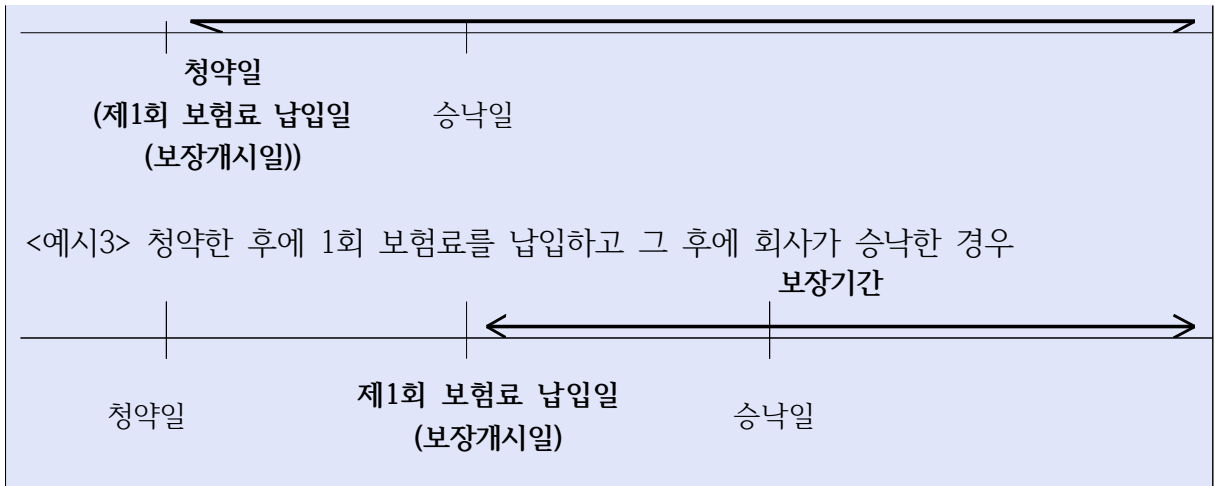 청약일
(제1회 보험료 납입일 승낙일
(보장개시일))
<예시3> 청약한 후에 1회 보험료를 납입하고 그 후에 회사가 승낙한 경우
보장기간
청약일 제1회 보험료 납입일 승낙일
(보장개시일)